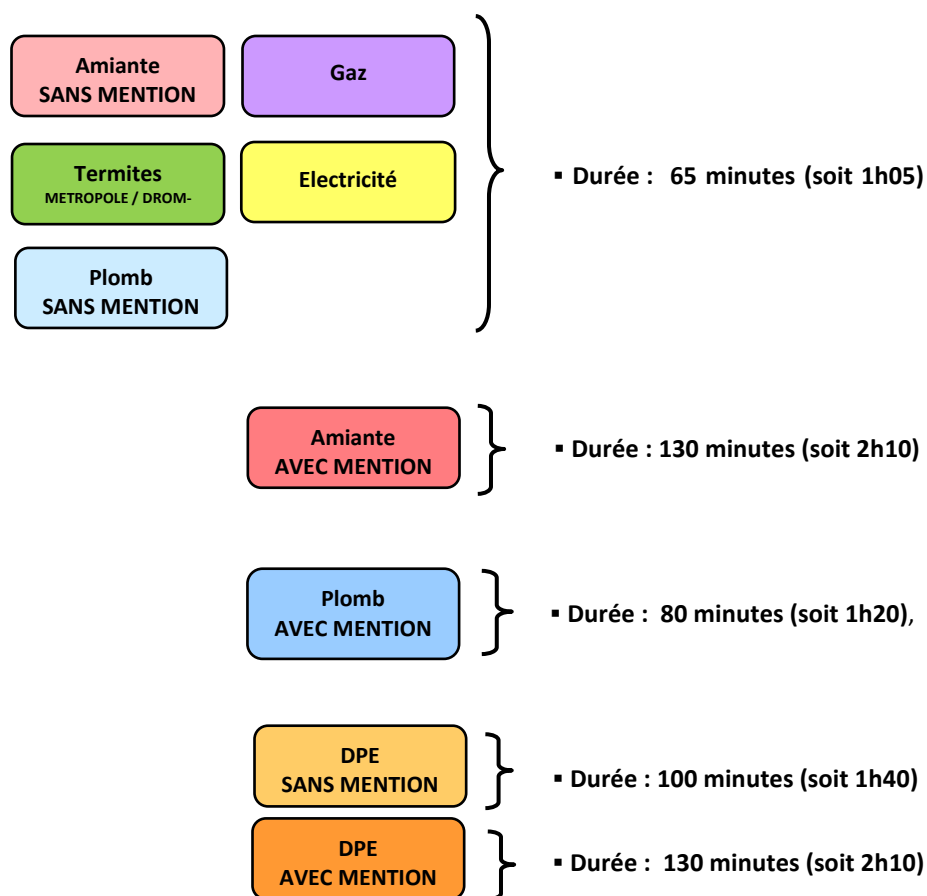 Amiante
SANS MENTION
Gaz
Termites
METROPOLE / DROM-
Electricité
Plomb
SANS MENTION
▪ Durée : 65 minutes (soit 1h05)
Amiante
AVEC MENTION
▪ Durée : 130 minutes (soit 2h10)
Plomb
AVEC MENTION
▪ Durée : 80 minutes (soit 1h20),
DPE
SANS MENTION
▪ Durée : 100 minutes (soit 1h40)
DPE
AVEC MENTION
▪ Durée : 130 minutes (soit 2h10)